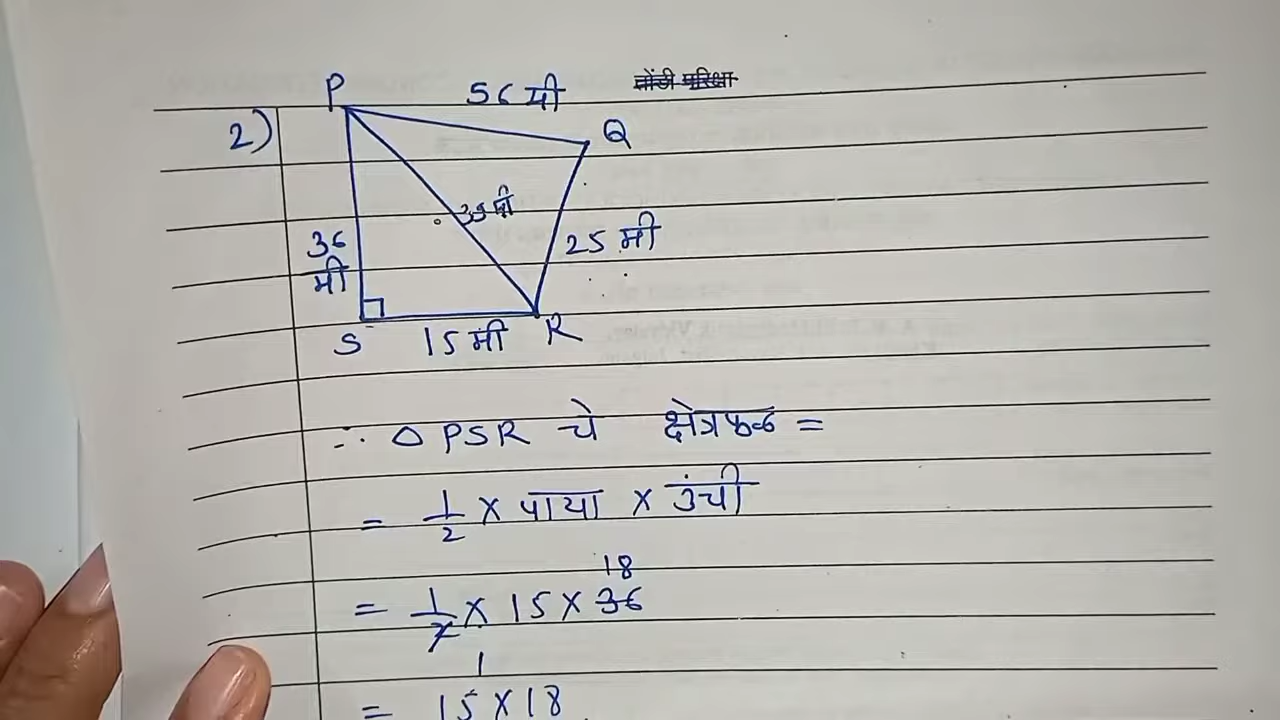 P 56 मी
2) Q
39 मी
36 25 मी
मी
S 15 मी R
∴ △ PSR चे क्षेत्रफळ =
= 1/2 × पाया × उंची
18
= 1/2 × 15 × 36
1
= 15 × 18